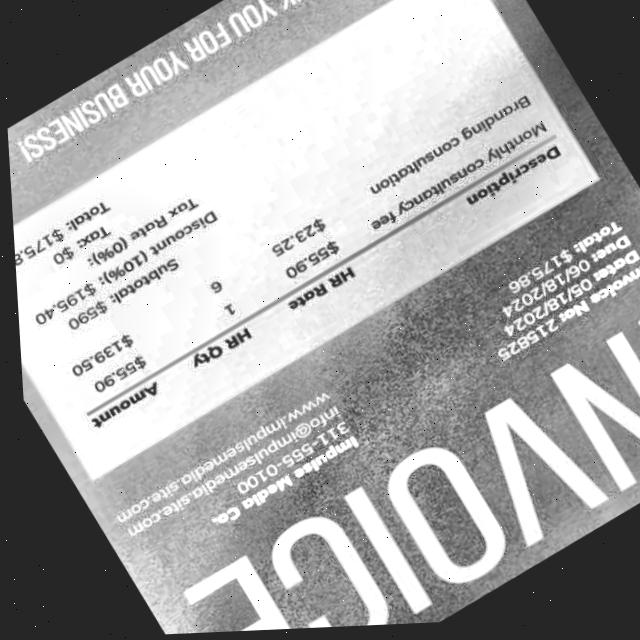 NVOICE
voice No: 215825
Date: 05/18/2024
Due: 06/18/2024
Total: $175.86
Impulse Media Co.
311-555-0100
info@impulsemedia.site.com
www.impulsemedia.site.com
Description HR Rate HR Qty Amount
Monthly consultancy fee $55.90 1 $55.90
Branding consultation $23.25 6 $139.50
Subtotal: $590
Discount (10%): $195.40
Tax Rate (0%):
Tax: $0
Total: $175.8
K YOU FOR YOUR BUSINESS!